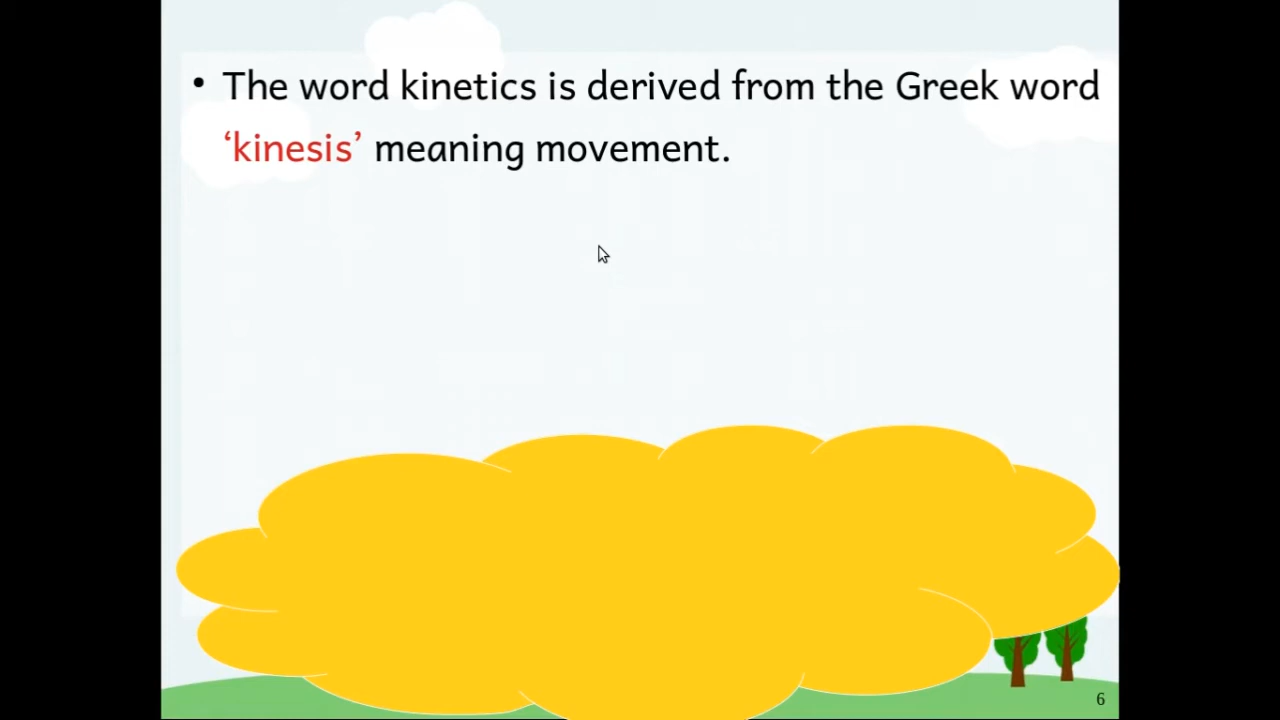 • The word kinetics is derived from the Greek word
‘kinesis’ meaning movement.
6